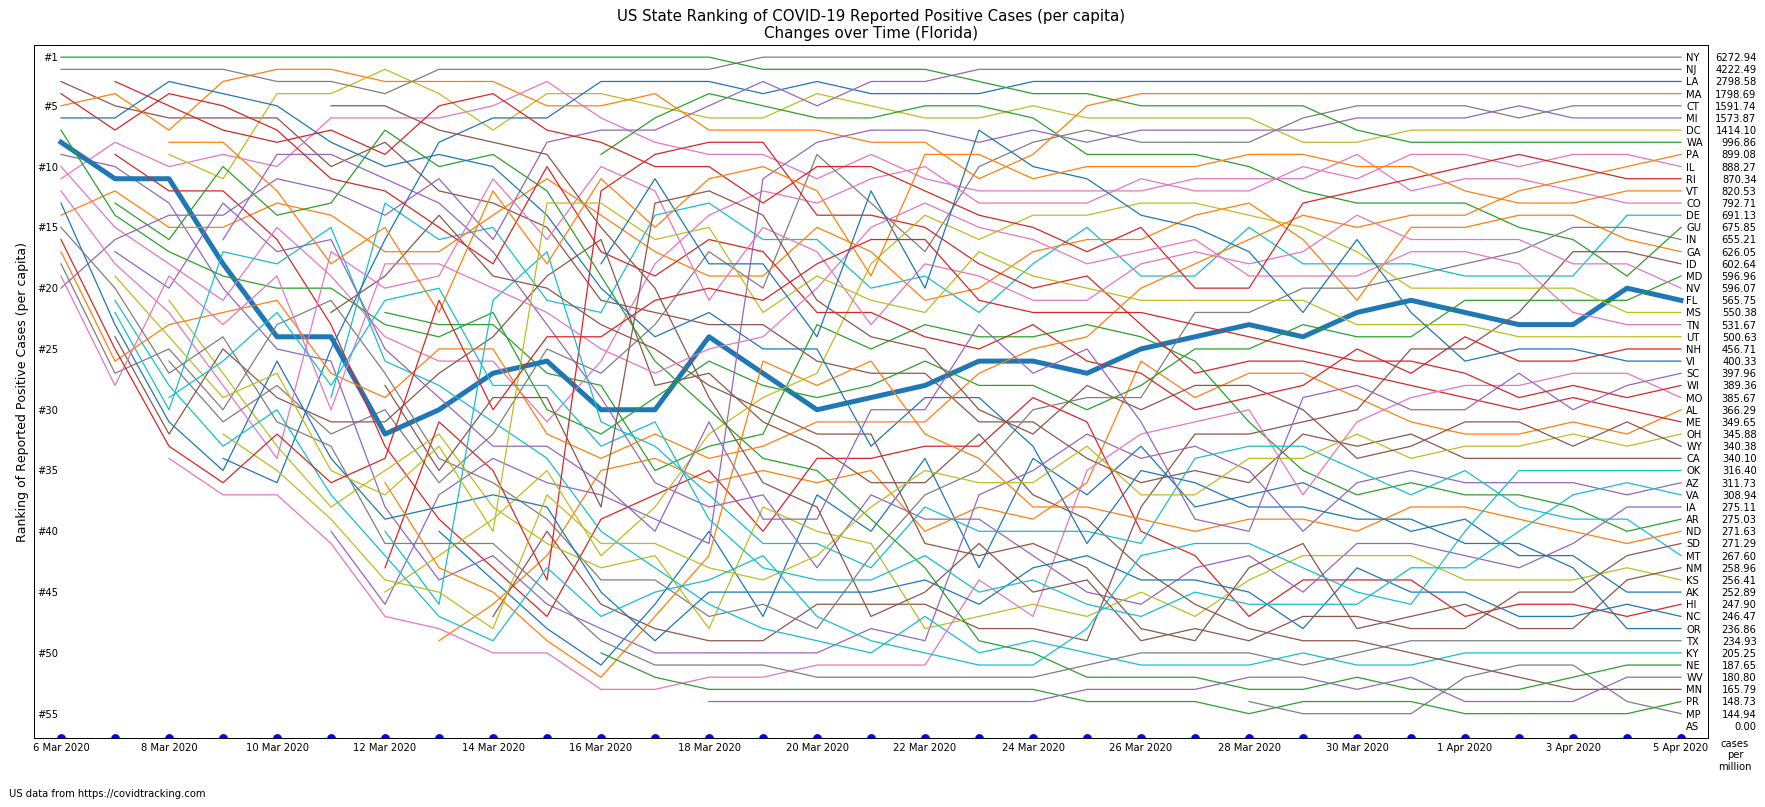 US State Ranking of COVID-19 Reported Positive Cases (per capita)
Changes over Time (Florida)
Ranking of Reported Positive Cases (per capita)
#1
#5
#10
#15
#20
#25
#30
#35
#40
#45
#50
#55
NY 6272.94
NJ 4222.49
LA 2798.58
MA 1798.69
CT 1591.74
MI 1573.87
DC 1414.10
WA 996.86
PA 899.08
IL 888.27
RI 870.34
VT 820.53
CO 792.71
DE 691.13
GU 675.85
IN 655.21
GA 626.05
ID 602.64
MD 596.96
NV 596.07
FL 565.75
MS 550.38
TN 531.67
UT 500.63
NH 456.71
VI 400.33
SC 397.96
WI 389.36
MO 385.67
AL 366.29
ME 349.65
OH 345.88
WY 340.38
CA 340.10
OK 316.40
AZ 311.73
VA 308.94
IA 275.11
AR 275.03
ND 271.63
SD 271.29
MT 267.60
NM 258.96
KS 256.41
AK 252.89
HI 247.90
NC 246.47
OR 236.86
TX 234.93
KY 205.25
NE 187.65
WV 180.80
MN 165.79
PR 148.73
MP 144.94
AS 0.00
6 Mar 2020
8 Mar 2020
10 Mar 2020
12 Mar 2020
14 Mar 2020
16 Mar 2020
18 Mar 2020
20 Mar 2020
22 Mar 2020
24 Mar 2020
26 Mar 2020
28 Mar 2020
30 Mar 2020
1 Apr 2020
3 Apr 2020
5 Apr 2020
cases
per
million
US data from https://covidtracking.com